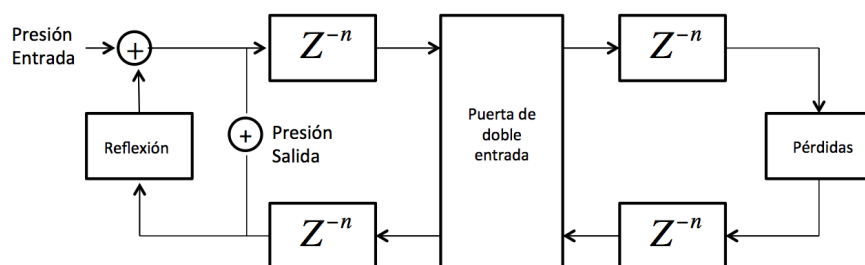 Presión
Entrada
+
Z⁻ⁿ
Z⁻ⁿ
Reflexión
+
Presión
Salida
Puerta de
doble
entrada
Pérdidas
Z⁻ⁿ
Z⁻ⁿ